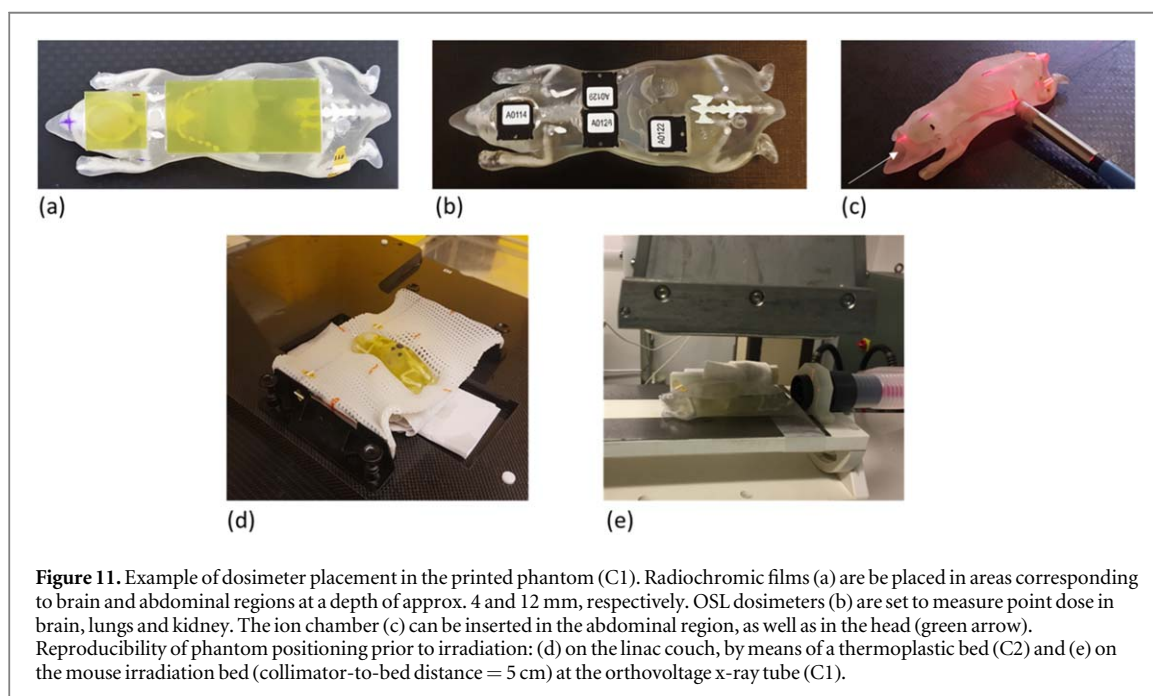 A0114
A0129
A0124
A0122
(a)
(b)
(c)
(d)
(e)
Figure 11. Example of dosimeter placement in the printed phantom (C1). Radiochromic films (a) are be placed in areas corresponding
to brain and abdominal regions at a depth of approx. 4 and 12 mm, respectively. OSL dosimeters (b) are set to measure point dose in
brain, lungs and kidney. The ion chamber (c) can be inserted in the abdominal region, as well as in the head (green arrow).
Reproducibility of phantom positioning prior to irradiation: (d) on the linac couch, by means of a thermoplastic bed (C2) and (e) on
the mouse irradiation bed (collimator-to-bed distance = 5 cm) at the orthovoltage x-ray tube (C1).